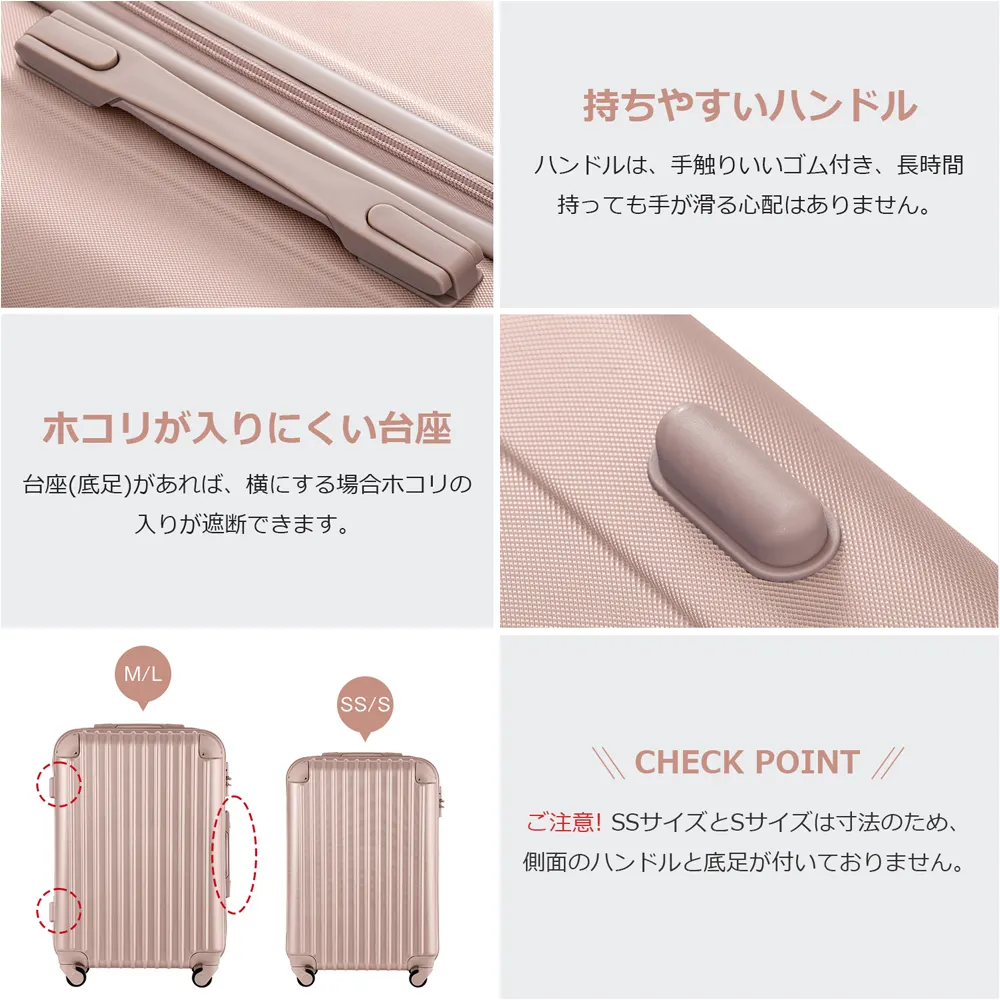 持ちやすいハンドル
ハンドルは、手触りいいゴム付き、長時間
持っても手が滑る心配はありません。
ホコリが入りにくい台座
台座(底足)があれば、横にする場合ホコリの
入りが遮断できます。
M/L
SS/S
CHECK POINT
ご注意! SSサイズとSサイズは寸法のため、
側面のハンドルと底足が付いておりません。